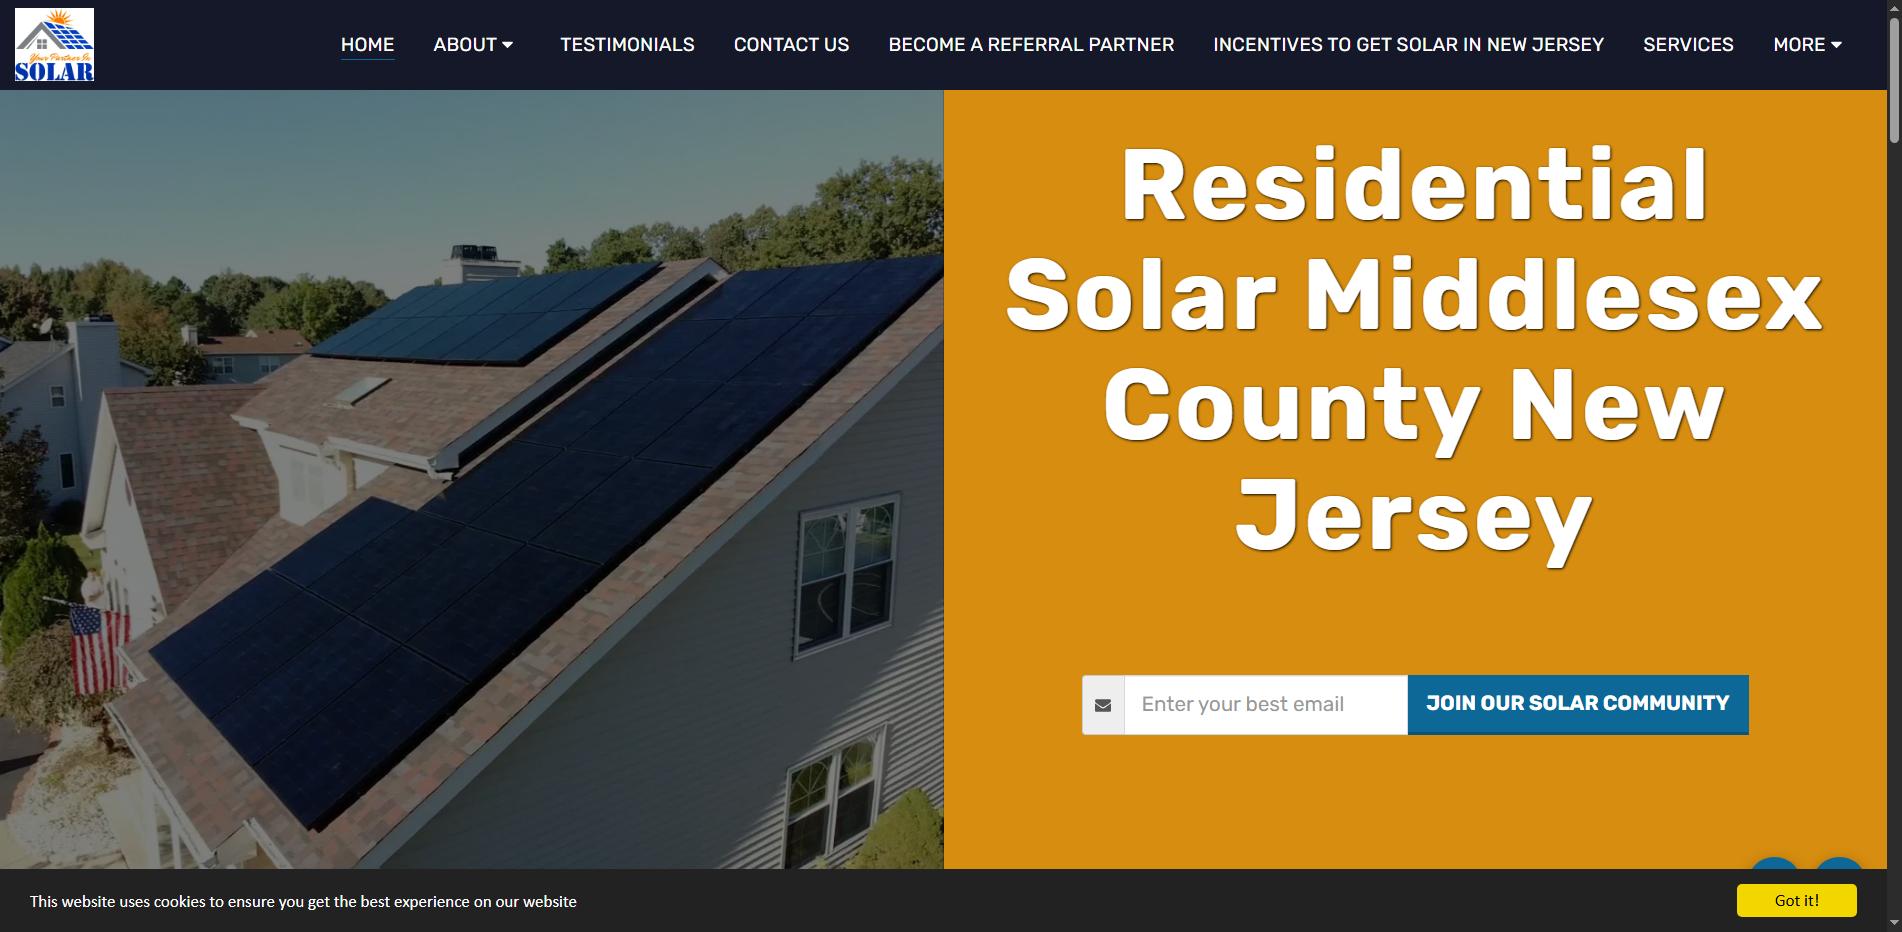 Your Partner In
SOLAR
HOME
ABOUT
TESTIMONIALS
CONTACT US
BECOME A REFERRAL PARTNER
INCENTIVES TO GET SOLAR IN NEW JERSEY
SERVICES
MORE
Residential
Solar Middlesex
County New
Jersey
Enter your best email
JOIN OUR SOLAR COMMUNITY
This website uses cookies to ensure you get the best experience on our website
Got it!